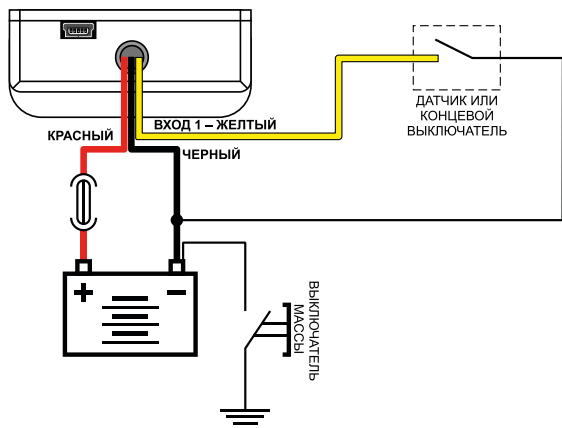 ВХОД 1 – ЖЕЛТЫЙ
КРАСНЫЙ
ЧЕРНЫЙ
ДАТЧИК ИЛИ
КОНЦЕВОЙ
ВЫКЛЮЧАТЕЛЬ
+
–
ВЫКЛЮЧАТЕЛЬ
МАССЫ